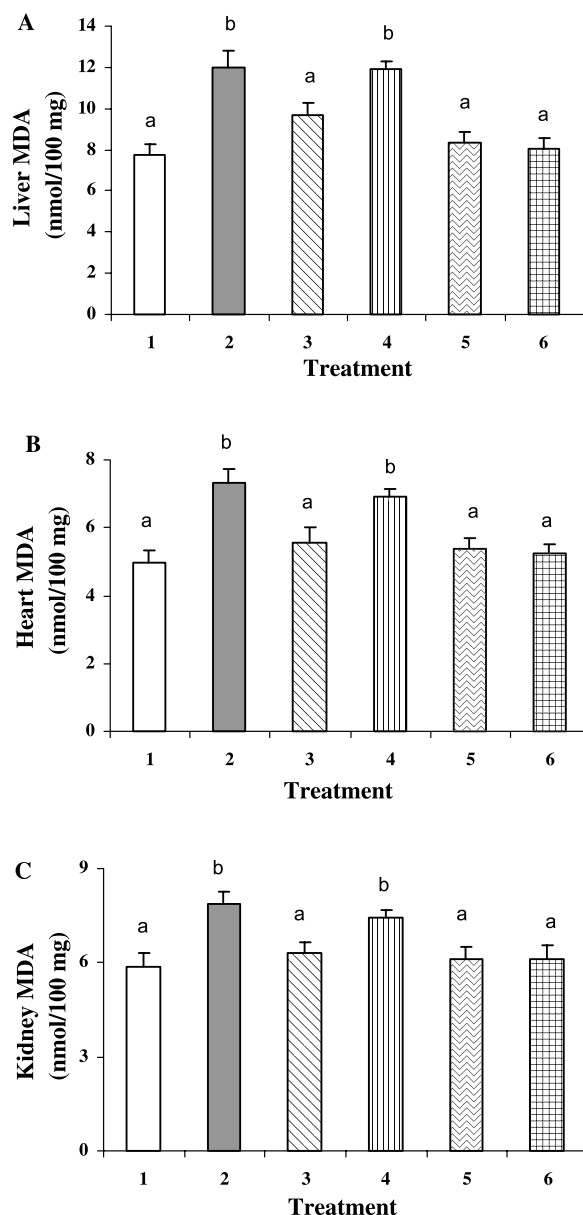 A
Liver MDA
(nmol/100 mg)
14
12
10
8
6
4
2
0
a
b
a
b
a
a
1 2 3 4 5 6
Treatment
B
Heart MDA
(nmol/100 mg)
8
6
4
2
0
a
b
a
b
a
a
1 2 3 4 5 6
Treatment
C
Kidney MDA
(nmol/100 mg)
9
6
3
0
a
b
a
b
a
a
1 2 3 4 5 6
Treatment